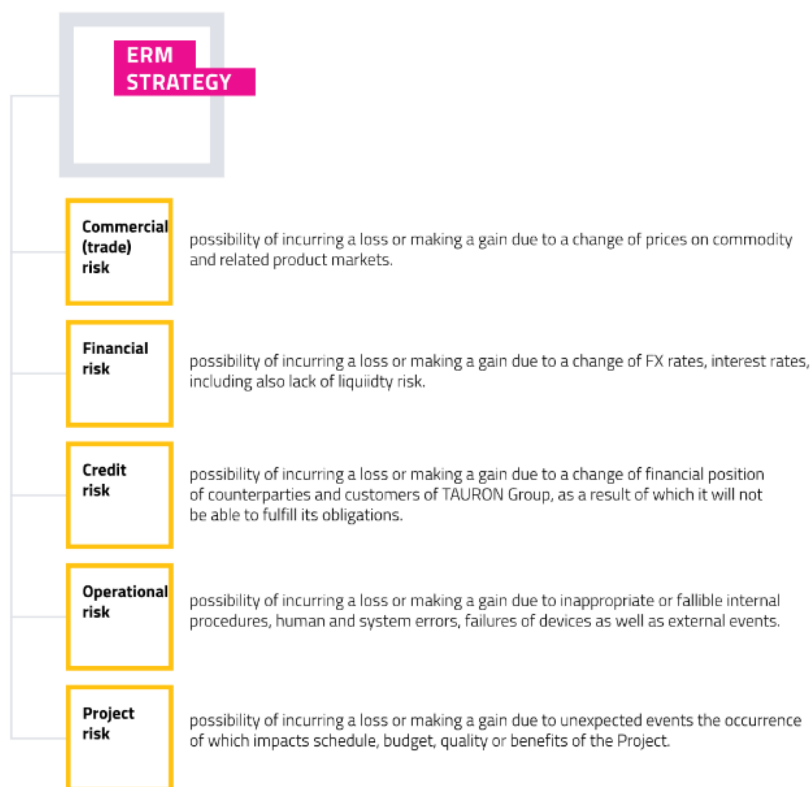 ERM
STRATEGY
Commercial
(trade)
risk
possibility of incurring a loss or making a gain due to a change of prices on commodity
and related product markets.
Financial
risk
possibility of incurring a loss or making a gain due to a change of FX rates, interest rates,
including also lack of liquiidty risk.
Credit
risk
possibility of incurring a loss or making a gain due to a change of financial position
of counterparties and customers of TAURON Group, as a result of which it will not
be able to fulfill its obligations.
Operational
risk
possibility of incurring a loss or making a gain due to inappropriate or fallible internal
procedures, human and system errors, failures of devices as well as external events.
Project
risk
possibility of incurring a loss or making a gain due to unexpected events the occurrence
of which impacts schedule, budget, quality or benefits of the Project.